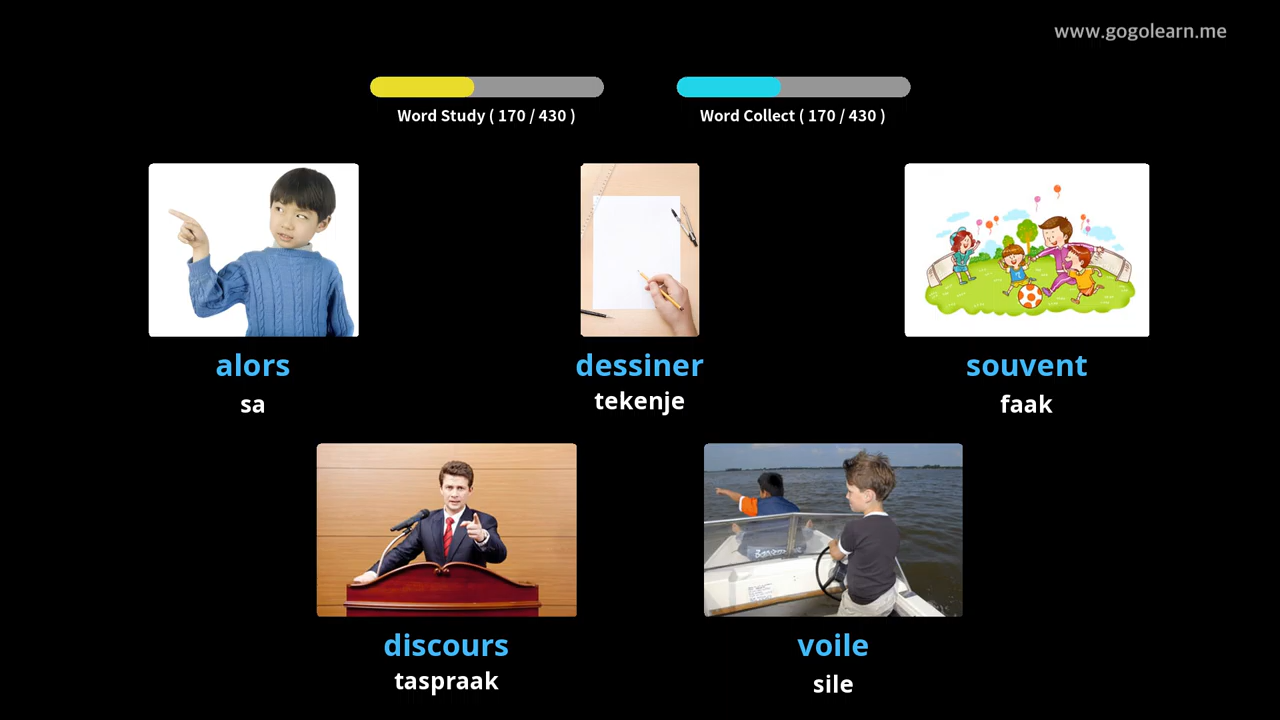 www.gogolearn.me
Word Study ( 170 / 430 )
Word Collect ( 170 / 430 )
alors
sa
dessiner
tekenje
souvent
faak
discours
taspraak
voile
sile